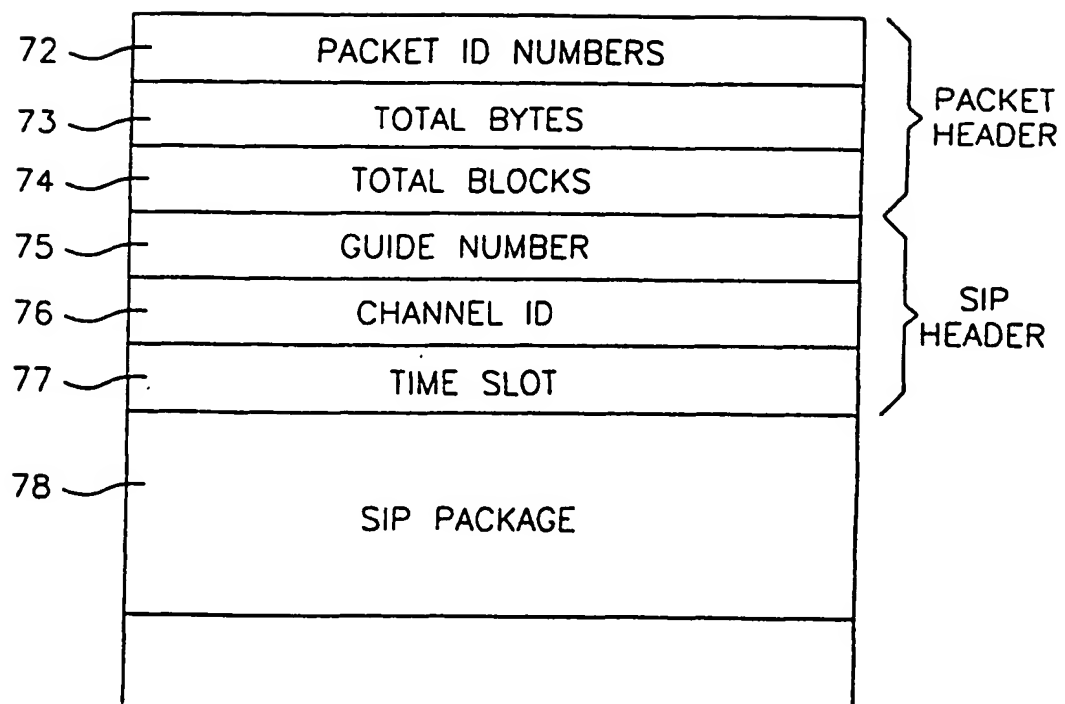 72 PACKET ID NUMBERS
73 TOTAL BYTES
PACKET
HEADER
74 TOTAL BLOCKS
75 GUIDE NUMBER
76 CHANNEL ID
SIP
HEADER
77 TIME SLOT
78 SIP PACKAGE